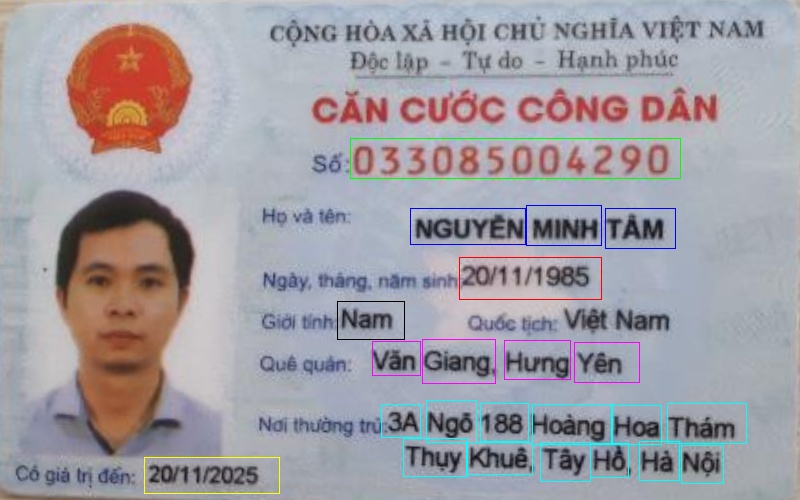 CỘNG HÒA XÃ HỘI CHỦ NGHĨA VIỆT NAM
Độc lập - Tự do - Hạnh phúc
CĂN CƯỚC CÔNG DÂN
Số: 033085004290
Họ và tên: NGUYỄN MINH TÂM
Ngày, tháng, năm sinh: 20/11/1985
Giới tính: Nam Quốc tịch: Việt Nam
Quê quán: Văn Giang, Hưng Yên
Nơi thường trú: 3A Ngõ 188 Hoàng Hoa Thám
Thụy Khuê, Tây Hồ, Hà Nội
Có giá trị đến: 20/11/2025